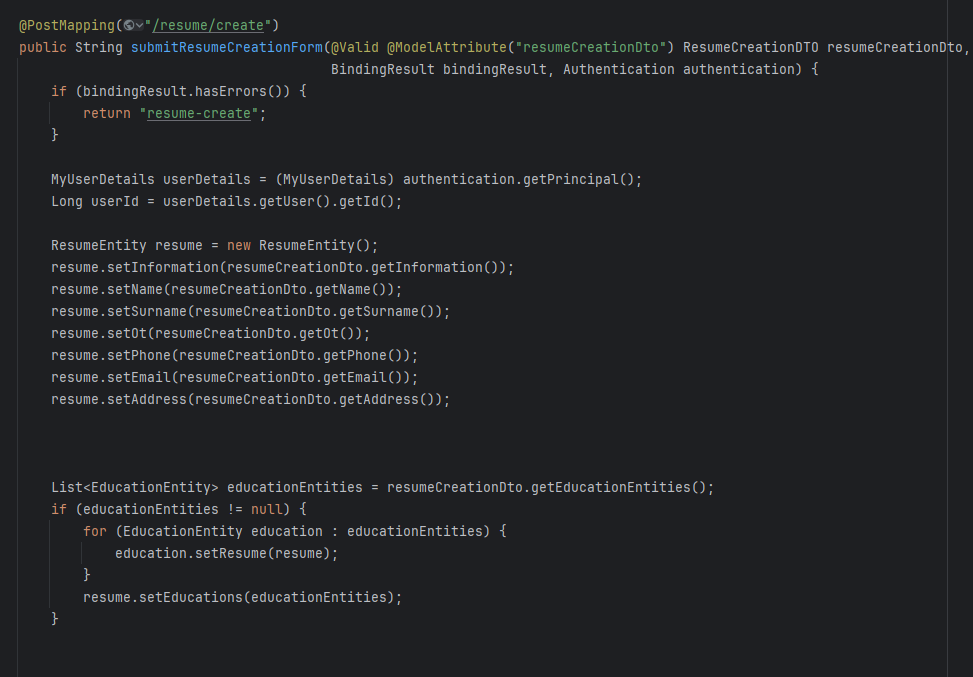 @PostMapping("/resume/create")
public String submitResumeCreationForm(@Valid @ModelAttribute("resumeCreationDto") ResumeCreationDTO resumeCreationDto,
BindingResult bindingResult, Authentication authentication) {
if (bindingResult.hasErrors()) {
return "resume-create";
}
MyUserDetails userDetails = (MyUserDetails) authentication.getPrincipal();
Long userId = userDetails.getUser().getId();
ResumeEntity resume = new ResumeEntity();
resume.setInformation(resumeCreationDto.getInformation());
resume.setName(resumeCreationDto.getName());
resume.setSurname(resumeCreationDto.getSurname());
resume.setOt(resumeCreationDto.getOt());
resume.setPhone(resumeCreationDto.getPhone());
resume.setEmail(resumeCreationDto.getEmail());
resume.setAddress(resumeCreationDto.getAddress());
List<EducationEntity> educationEntities = resumeCreationDto.getEducationEntities();
if (educationEntities != null) {
for (EducationEntity education : educationEntities) {
education.setResume(resume);
}
resume.setEducations(educationEntities);
}